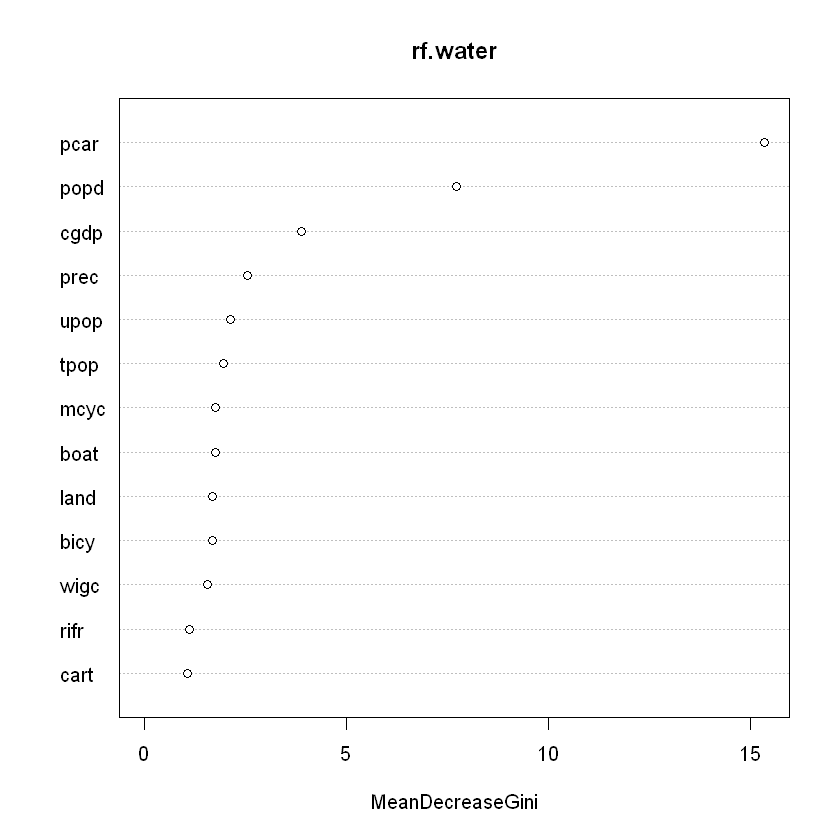 rf.water
pcar
popd
cgdp
prec
upop
tpop
mcyc
boat
land
bicy
wigc
rifr
cart
0 5 10 15
MeanDecreaseGini